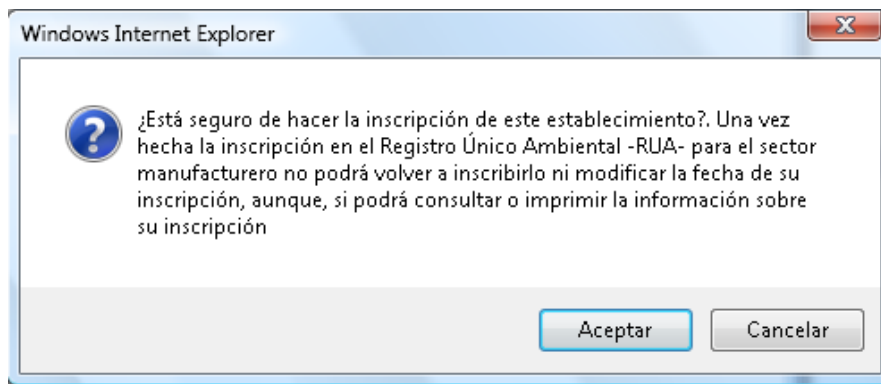 Windows Internet Explorer
X
?
¿Está seguro de hacer la inscripción de este establecimiento?. Una vez
hecha la inscripción en el Registro Único Ambiental -RUA- para el sector
manufacturero no podrá volver a inscribirlo ni modificar la fecha de su
inscripción, aunque, si podrá consultar o imprimir la información sobre
su inscripción
Aceptar
Cancelar